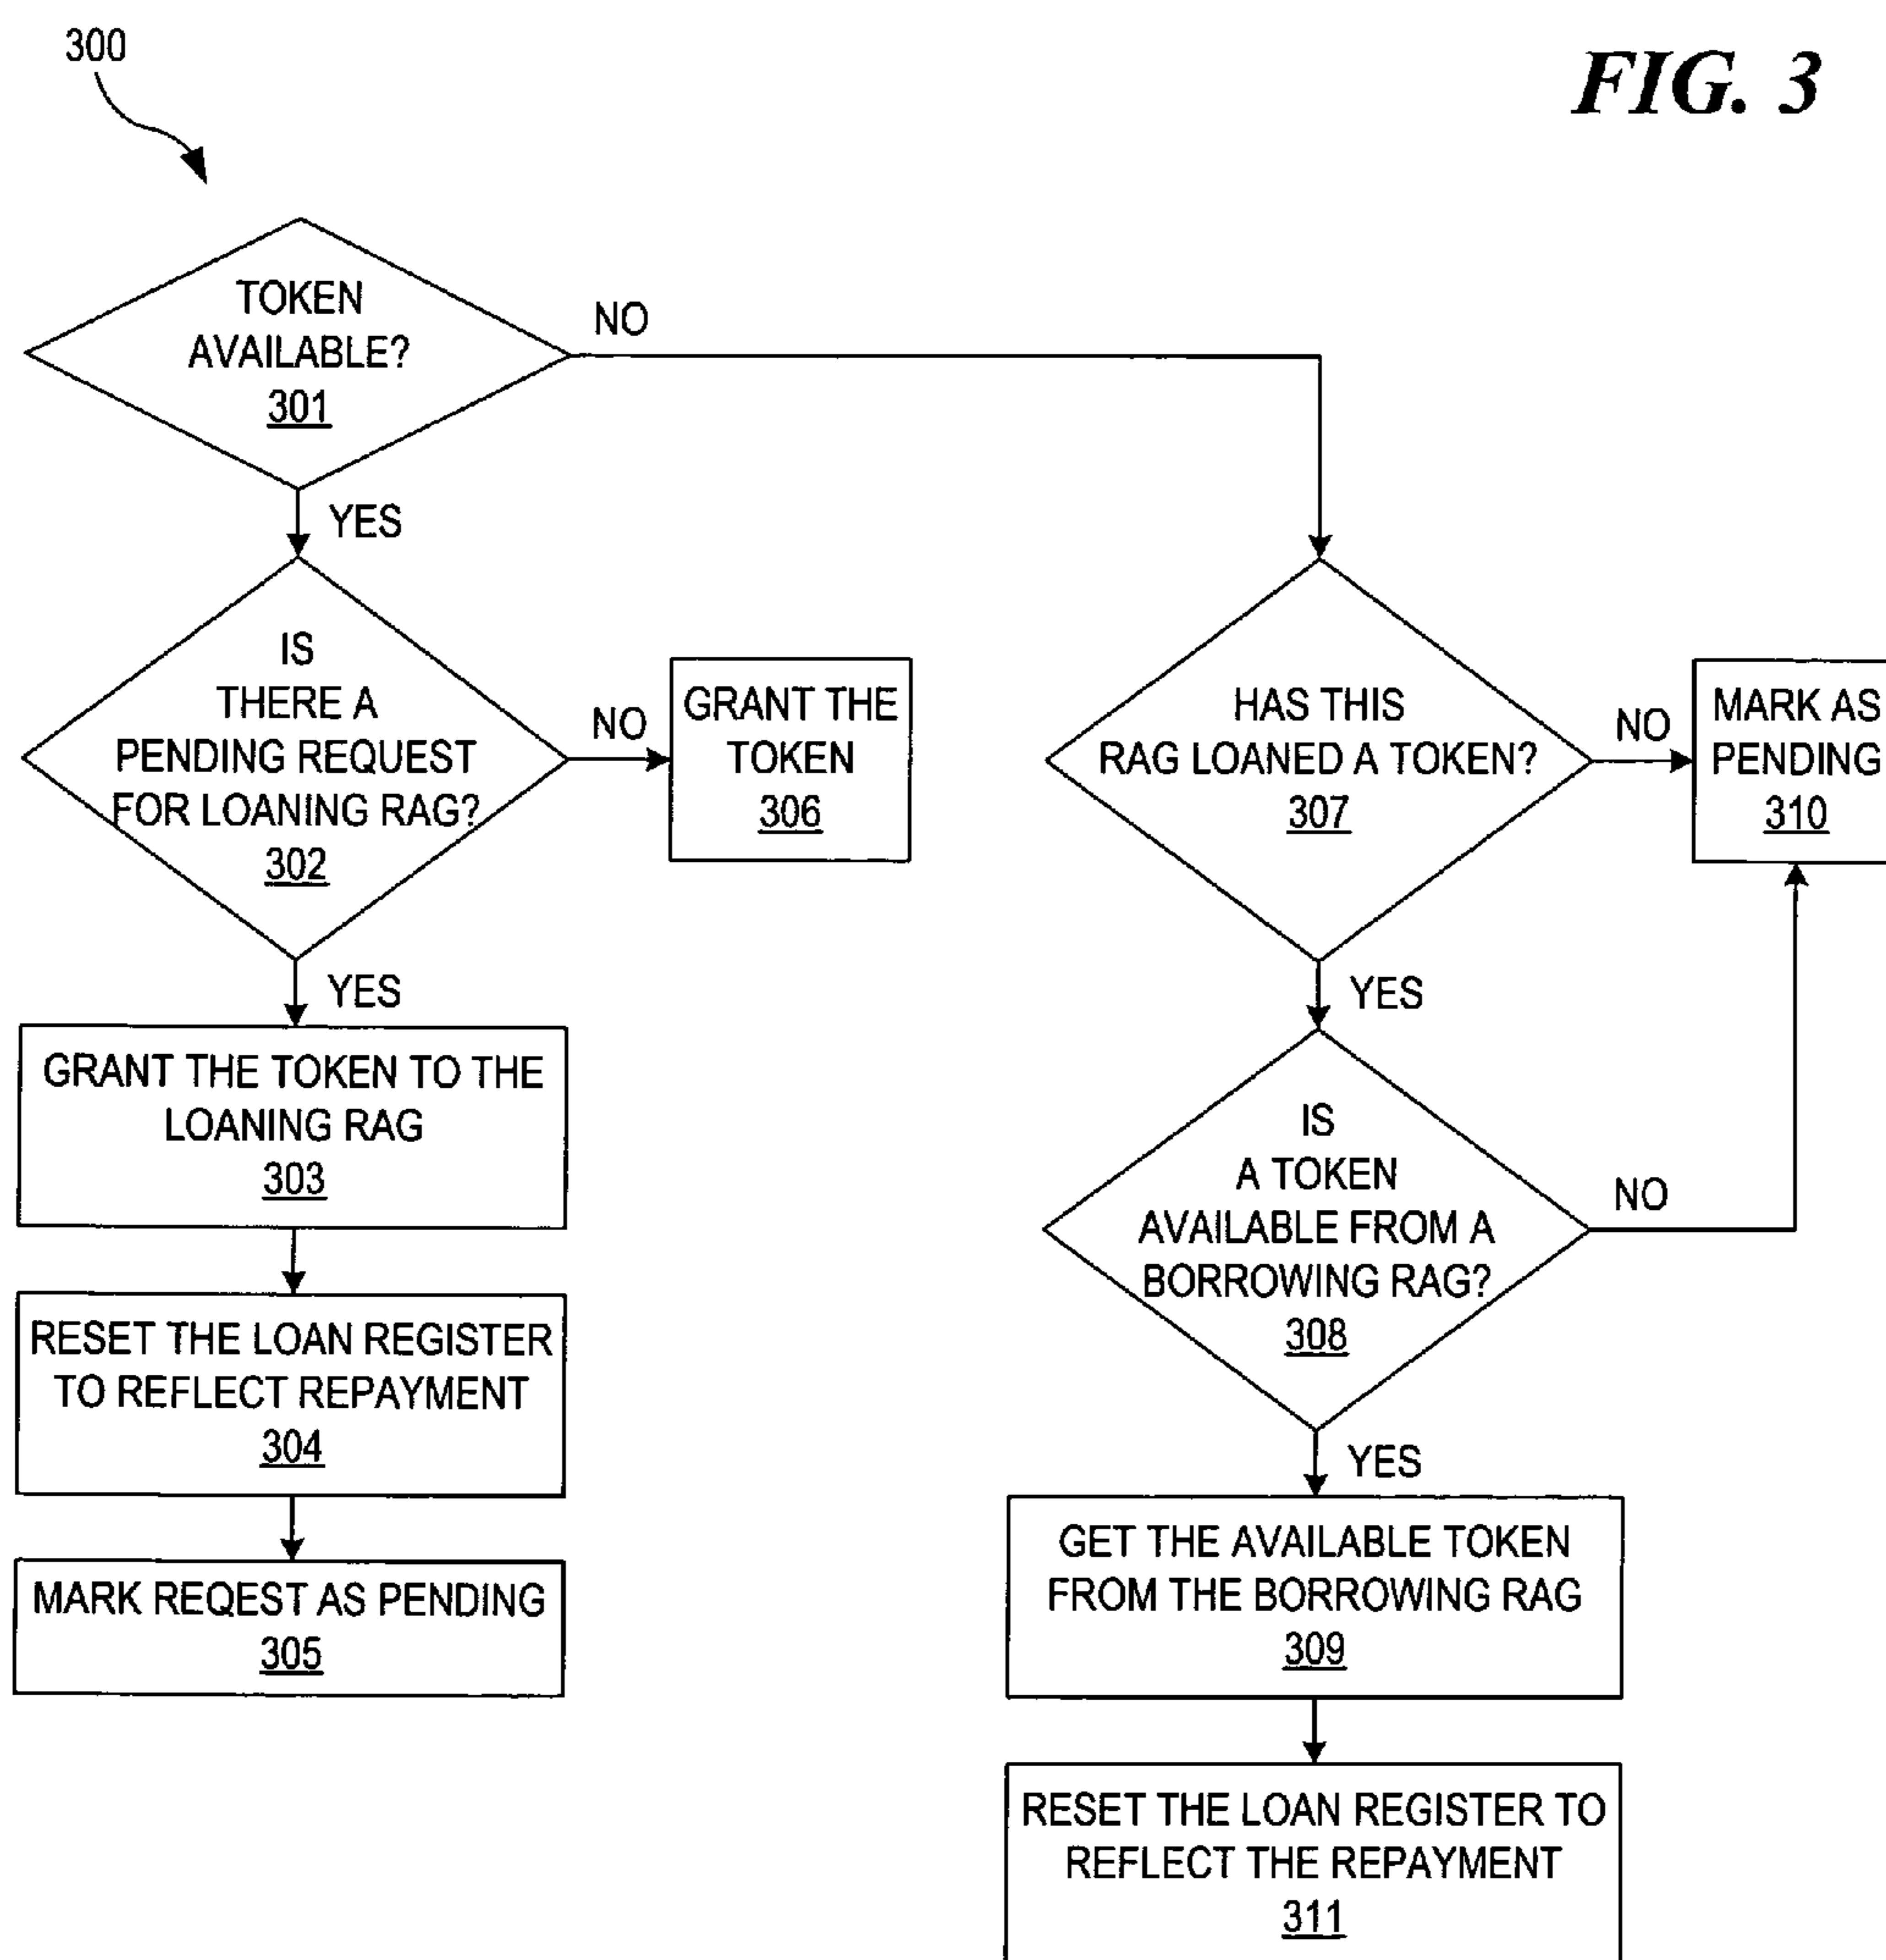 300
FIG. 3
TOKEN
AVAILABLE?
301
NO
YES
IS
THERE A
PENDING REQUEST
FOR LOANING RAG?
302
NO
GRANT THE
TOKEN
306
YES
GRANT THE TOKEN TO THE
LOANING RAG
303
RESET THE LOAN REGISTER
TO REFLECT REPAYMENT
304
MARK REQEST AS PENDING
305
HAS THIS
RAG LOANED A TOKEN?
307
NO
MARK AS
PENDING
310
YES
IS
A TOKEN
AVAILABLE FROM A
BORROWING RAG?
308
NO
YES
GET THE AVAILABLE TOKEN
FROM THE BORROWING RAG
309
RESET THE LOAN REGISTER TO
REFLECT THE REPAYMENT
311